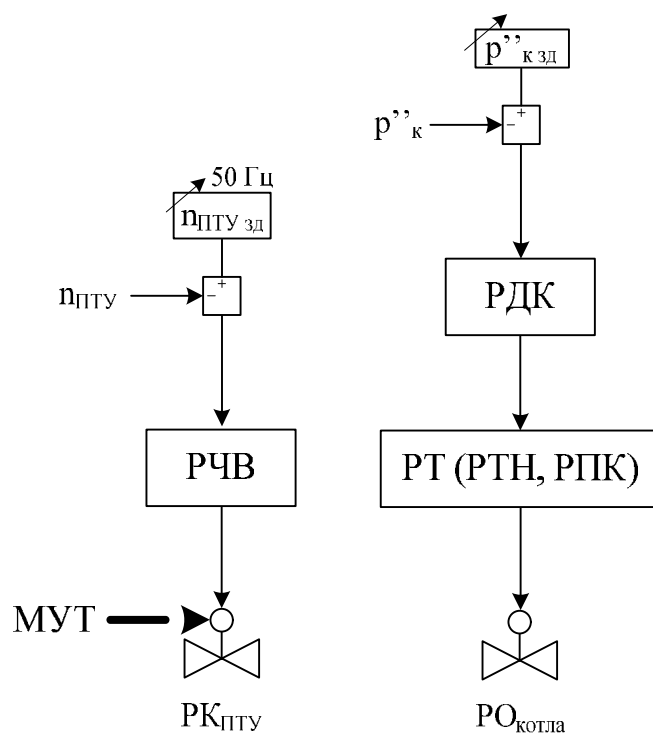 p’’к зд
+
p’’к
-
50 Гц
nПТУ зд
+
nПТУ
-
РДК
РЧВ
РТ (РТН, РПК)
МУТ
РКПТУ
РОкотла